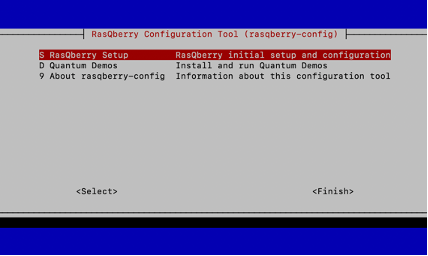 RasQberry Configuration Tool (rasqberry-config)
S RasQberry Setup RasQberry initial setup and configuration
D Quantum Demos Install and run Quantum Demos
9 About rasqberry-config Information about this configuration tool
<Select> <Finish>